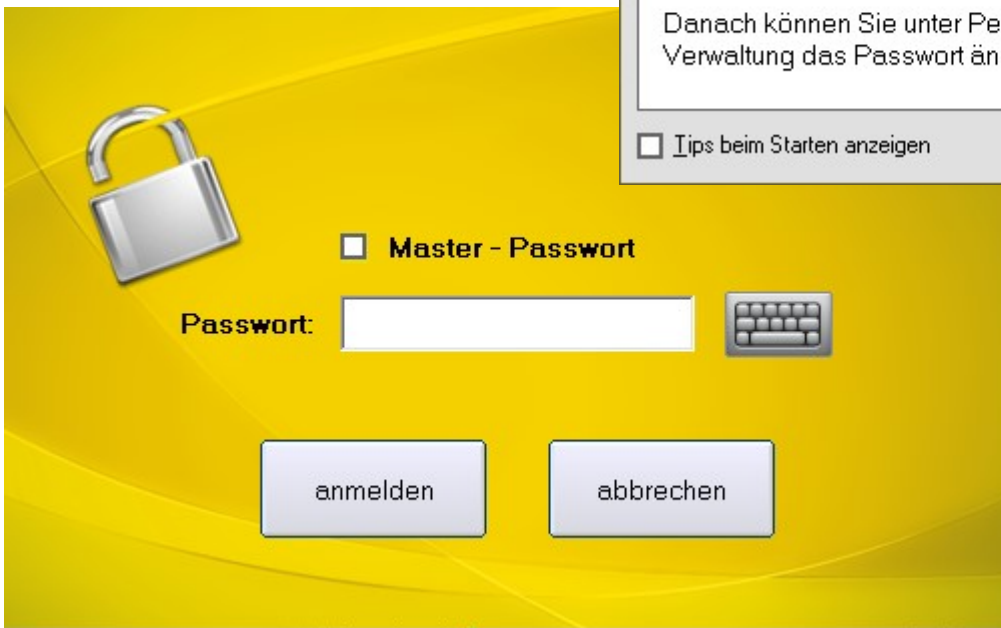 Danach können Sie unter Pe
Verwaltung das Passwort än
Tips beim Starten anzeigen
Master - Passwort
Passwort:
anmelden
abbrechen